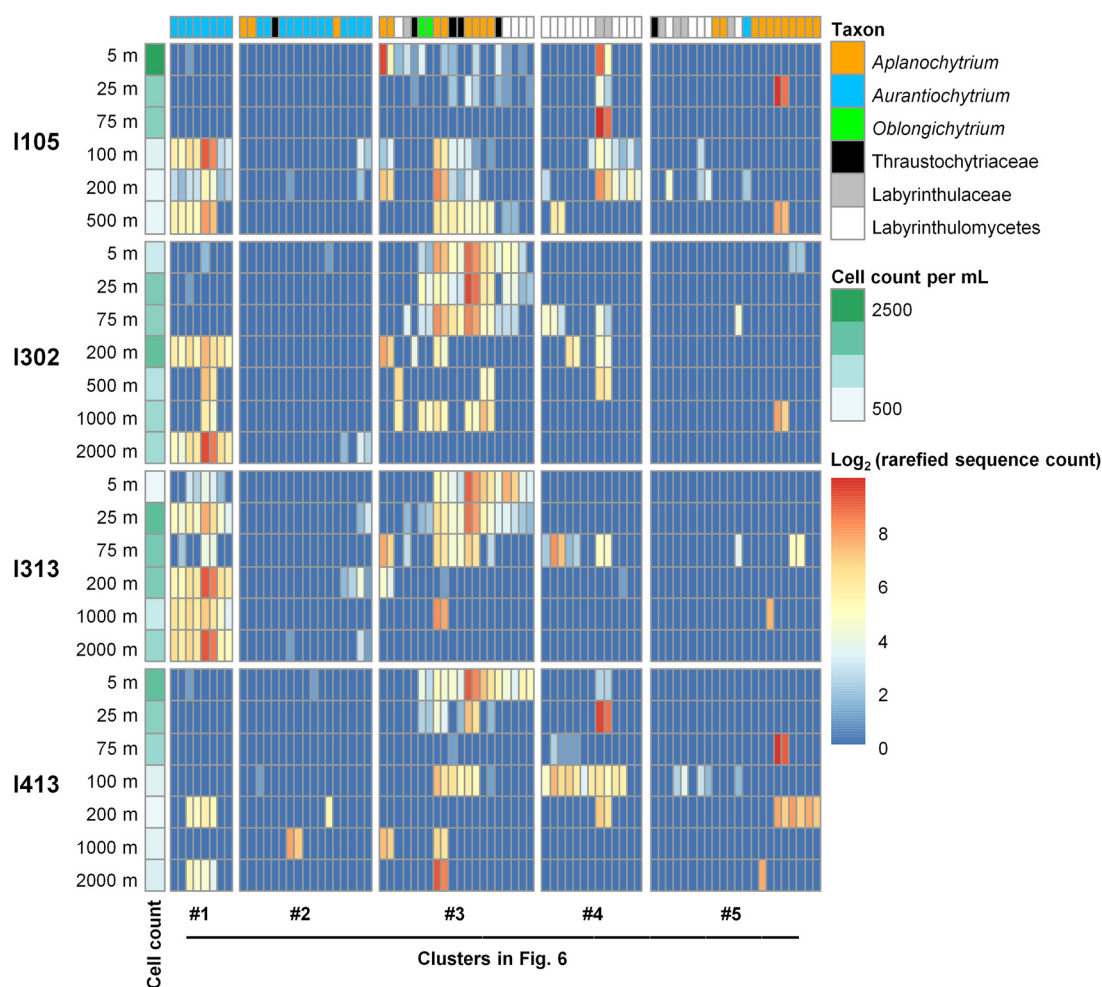 I105
5 m
25 m
75 m
100 m
200 m
500 m
I302
5 m
25 m
75 m
200 m
500 m
1000 m
2000 m
I313
5 m
25 m
75 m
200 m
1000 m
2000 m
I413
5 m
25 m
75 m
100 m
200 m
1000 m
2000 m
Cell count
#1 #2 #3 #4 #5
Clusters in Fig. 6
Taxon
Aplanochytrium
Aurantiochytrium
Oblongichytrium
Thraustochytriaceae
Labyrinthulaceae
Labyrinthulomycetes
Cell count per mL
2500
500
Log₂ (rarefied sequence count)
8
6
4
2
0